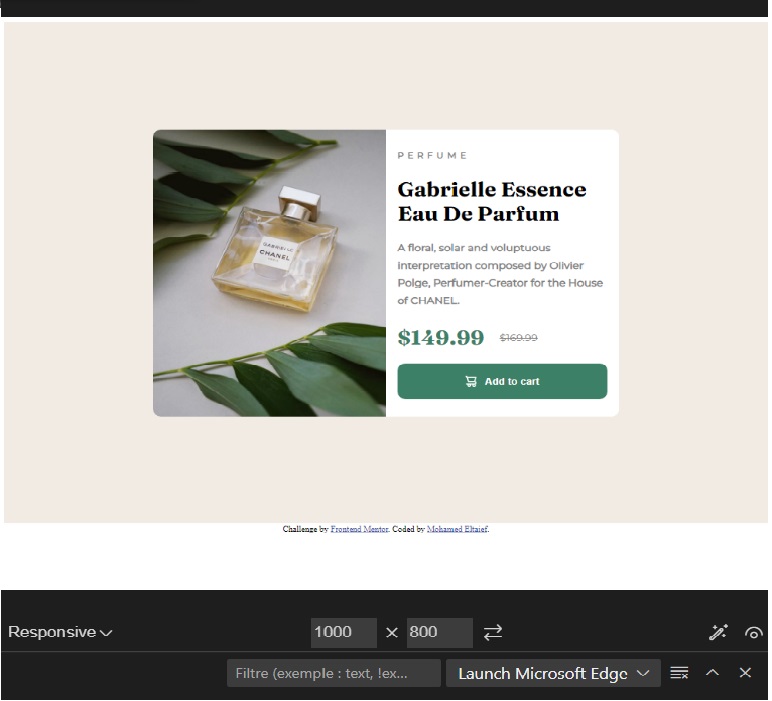 PERFUME
Gabrielle Essence
Eau De Parfum
A floral, solar and voluptuous
interpretation composed by Olivier
Polge, Perfumer-Creator for the House
of CHANEL.
$149.99 $169.99
Add to cart
GABRIELLE
CHANEL
Challenge by Frontend Mentor. Coded by Mohamed Eltaief.
Responsive 1000 × 800
Filtre (exemple : text, !ex... Launch Microsoft Edge